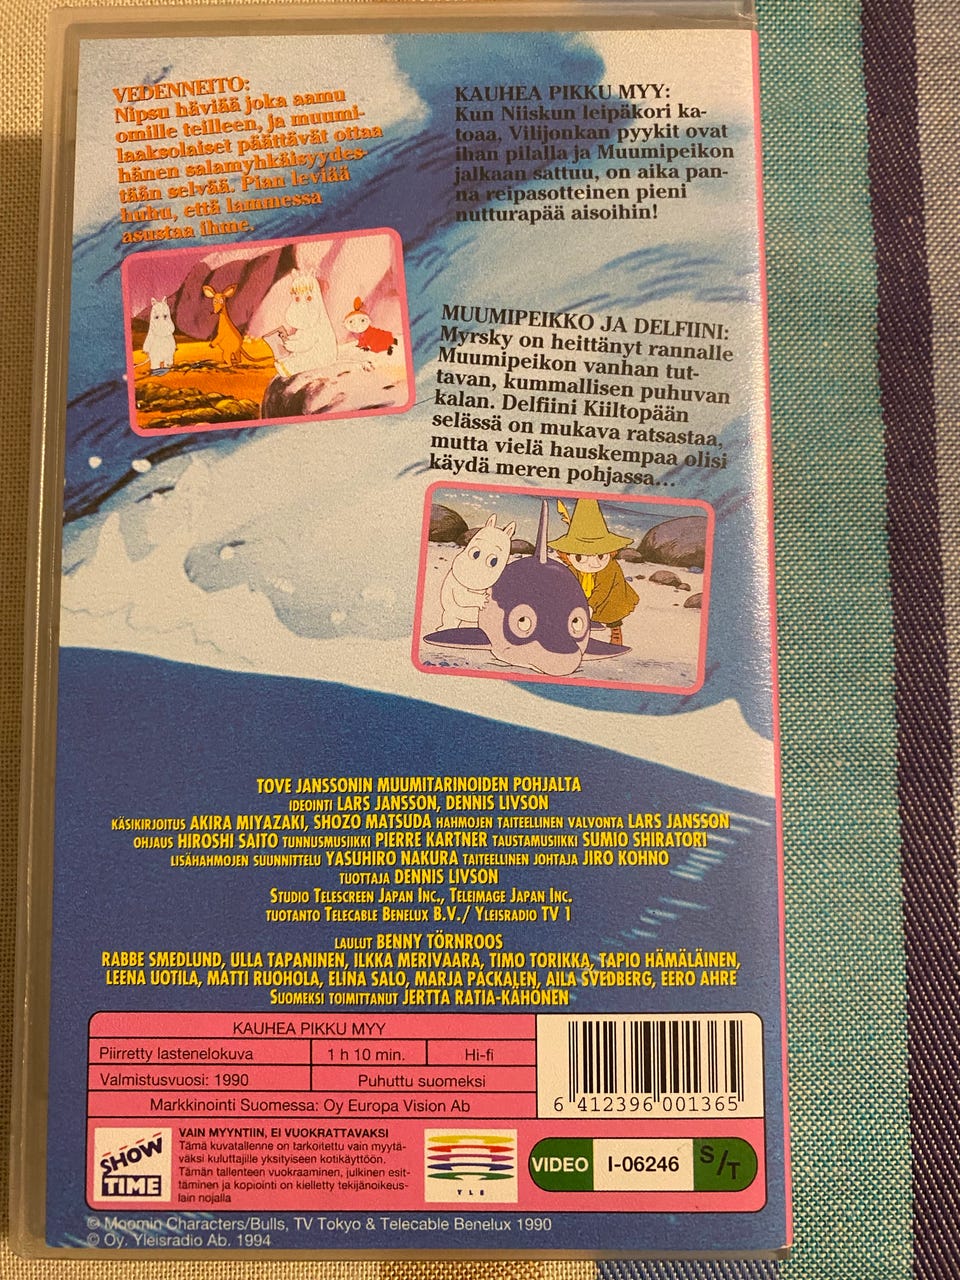 VEDENNEITO:
Nipsu häviää joka aamu
omille teilleen, ja muumi-
laaksolaiset päättävät ottaa
hänen salamyhkäisyydes-
tään selvää. Pian leviää
huhu, että lammessa
asustaa ihme.
KAUHEA PIKKU MYY:
Kun Niiskun leipäkori ka-
toaa, Vilijonkan pyykit ovat
ihan pilalla ja Muumipeikon
jalkaan sattuu, on aika pan-
na reipasotteinen pieni
nutturapää aisoihin!
MUUMIPEIKKO JA DELFIINI:
Myrsky on heittänyt rannalle
Muumipeikon vanhan tut-
tavan, kummallisen puhuvan
kalan. Delfiini Kiiltopään
selässä on mukava ratsastaa,
mutta vielä hauskempaa olisi
käydä meren pohjassa...
TOVE JANSSONIN MUUMITARINOIDEN POHJALTA
IDEOINTI LARS JANSSON, DENNIS LIVSON
KÄSIKIRJOITUS AKIRA MIYAZAKI, SHOZO MATSUDA HAHMOJEN TAITEELLINEN VALVONTA LARS JANSSON
OHJAUS HIROSHI SAITO TUNNUSMUSIIKKI PIERRE KARTNER TAUSTAMUSIIKKI SUMIO SHIRATORI
LISÄHAHMOJEN SUUNNITTELU YASUHIRO NAKURA TAITEELLINEN JOHTAJA JIRO KOHNO
TUOTTAJA DENNIS LIVSON
STUDIO TELESCREEN JAPAN INC., TELEIMAGE JAPAN INC.
TUOTANTO TELECABLE BENELUX B.V./ YLEISRADIO TV 1
LAULUT BENNY TÖRNROOS
RABBE SMEDLUND, ULLA TAPANINEN, ILKKA MERIVAARA, TIMO TORIKKA, TAPIO HÄMÄLÄINEN,
LEENA UOTILA, MATTI RUOHOLA, ELINA SALO, MARJA PACKALEN, AILA SVEDBERG, EERO AHRE
SUOMEKSI TOIMITTANUT JERTTA RATIA-KÄHÖNEN
KAUHEA PIKKU MYY
Piirretty lastenelokuva 1 h 10 min. Hi-fi
Valmistusvuosi: 1990 Puhuttu suomeksi
Markkinointi Suomessa: Oy Europa Vision Ab
6 412396 001365
SHOW
TIME
VAIN MYYNTIIN, EI VUOKRATTAVAKSI
Tämä kuvatallenne on tarkoitettu vain myytä-
väksi kuluttajille yksityiseen kotikäyttöön.
Tämän tallenteen vuokraaminen, julkinen esit-
täminen ja kopiointi on kielletty tekijänoikeus-
lain nojalla
YLE
VIDEO I-06246 S/T
© Moomin Characters/Bulls, TV Tokyo & Telecable Benelux 1990
© Oy. Yleisradio Ab. 1994